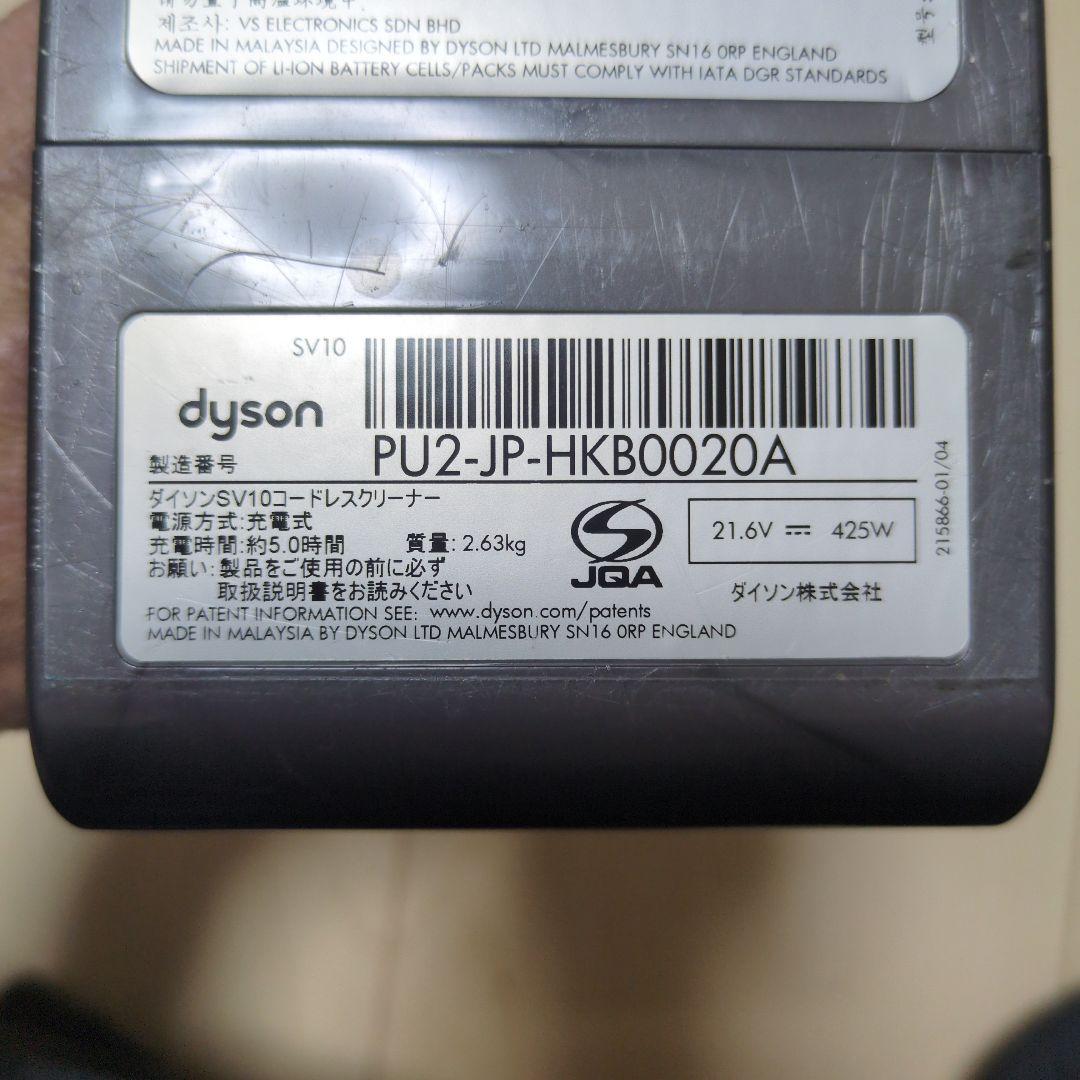 제조사: VS ELECTRONICS SDN BHD
MADE IN MALAYSIA DESIGNED BY DYSON LTD MALMESBURY SN16 0RP ENGLAND
SHIPMENT OF LI-ION BATTERY CELLS/PACKS MUST COMPLY WITH IATA DGR STANDARDS
型号
SV10
dyson
製造番号 PU2-JP-HKB0020A
ダイソンSV10コードレスクリーナー
電源方式:充電式
充電時間:約5.0時間 質量: 2.63kg
お願い:製品をご使用の前に必ず
取扱説明書をお読みください
FOR PATENT INFORMATION SEE: www.dyson.com/patents
MADE IN MALAYSIA BY DYSON LTD MALMESBURY SN16 0RP ENGLAND
JQA
21.6V ⎓ 425W
ダイソン株式会社
215866-01/04